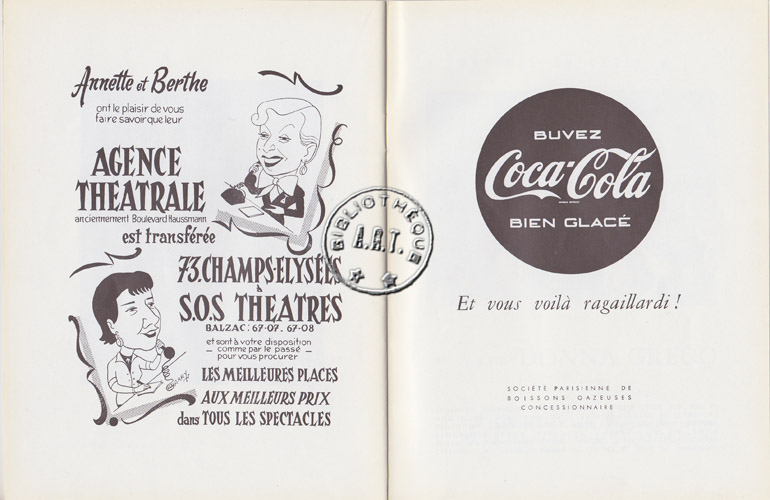 Annette et Berthe
ont le plaisir de vous
faire savoir que leur
AGENCE
THEATRALE
anciennement Boulevard Haussmann
est transférée
73.CHAMPS-ELYSÉES
à
S.O.S THEATRES
BALZAC: 67-07. 67-08
et sont à votre disposition
_ comme par le passé _
pour vous procurer
LES MEILLEURES PLACES
AUX MEILLEURS PRIX
dans TOUS LES SPECTACLES
BIBLIOTHÈQUE
A.R.T.
BUVEZ
Coca-Cola
BIEN GLACÉ
Et vous voilà ragaillardi !
SOCIÉTÉ PARISIENNE DE
BOISSONS GAZEUSES
CONCESSIONNAIRE